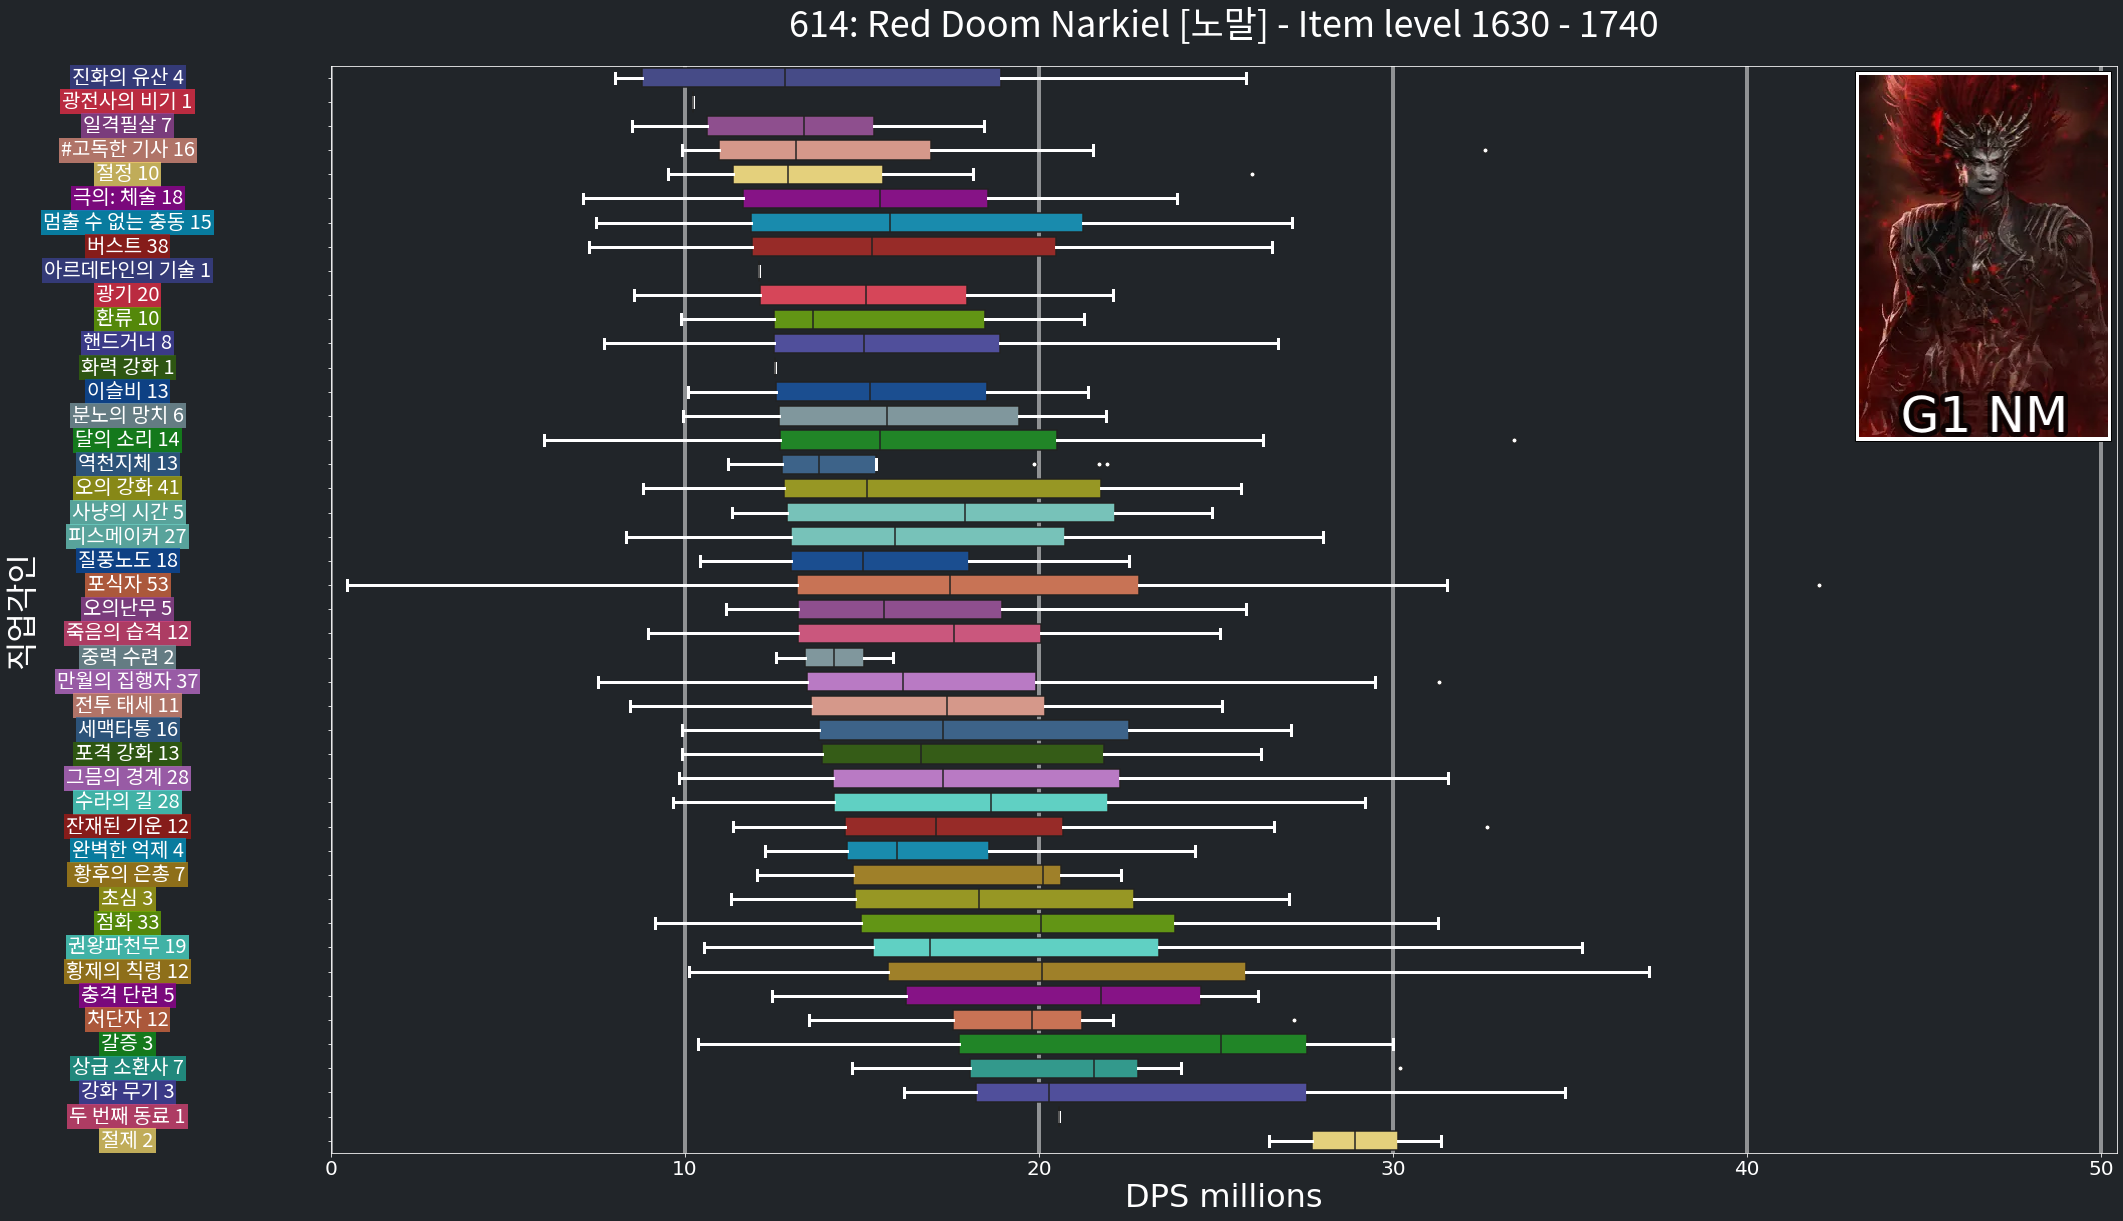 614: Red Doom Narkiel [노말] - Item level 1630 - 1740
진화의 유산 4
광전사의 비기 1
일격필살 7
#고독한 기사 16
절정 10
극의: 체술 18
멈출 수 없는 충동 15
버스트 38
아르데타인의 기술 1
광기 20
환류 10
핸드거너 8
화력 강화 1
이슬비 13
분노의 망치 6
달의 소리 14
역천지체 13
오의 강화 41
사냥의 시간 5
피스메이커 27
질풍노도 18
포식자 53
오의난무 5
죽음의 습격 12
중력 수련 2
만월의 집행자 37
전투 태세 11
세맥타통 16
포격 강화 13
그믐의 경계 28
수라의 길 28
잔재된 기운 12
완벽한 억제 4
황후의 은총 7
초심 3
점화 33
권왕파천무 19
황제의 칙령 12
충격 단련 5
처단자 12
갈증 3
상급 소환사 7
강화 무기 3
두 번째 동료 1
절제 2
직업각인
G1 NM
0 10 20 30 40 50
DPS millions